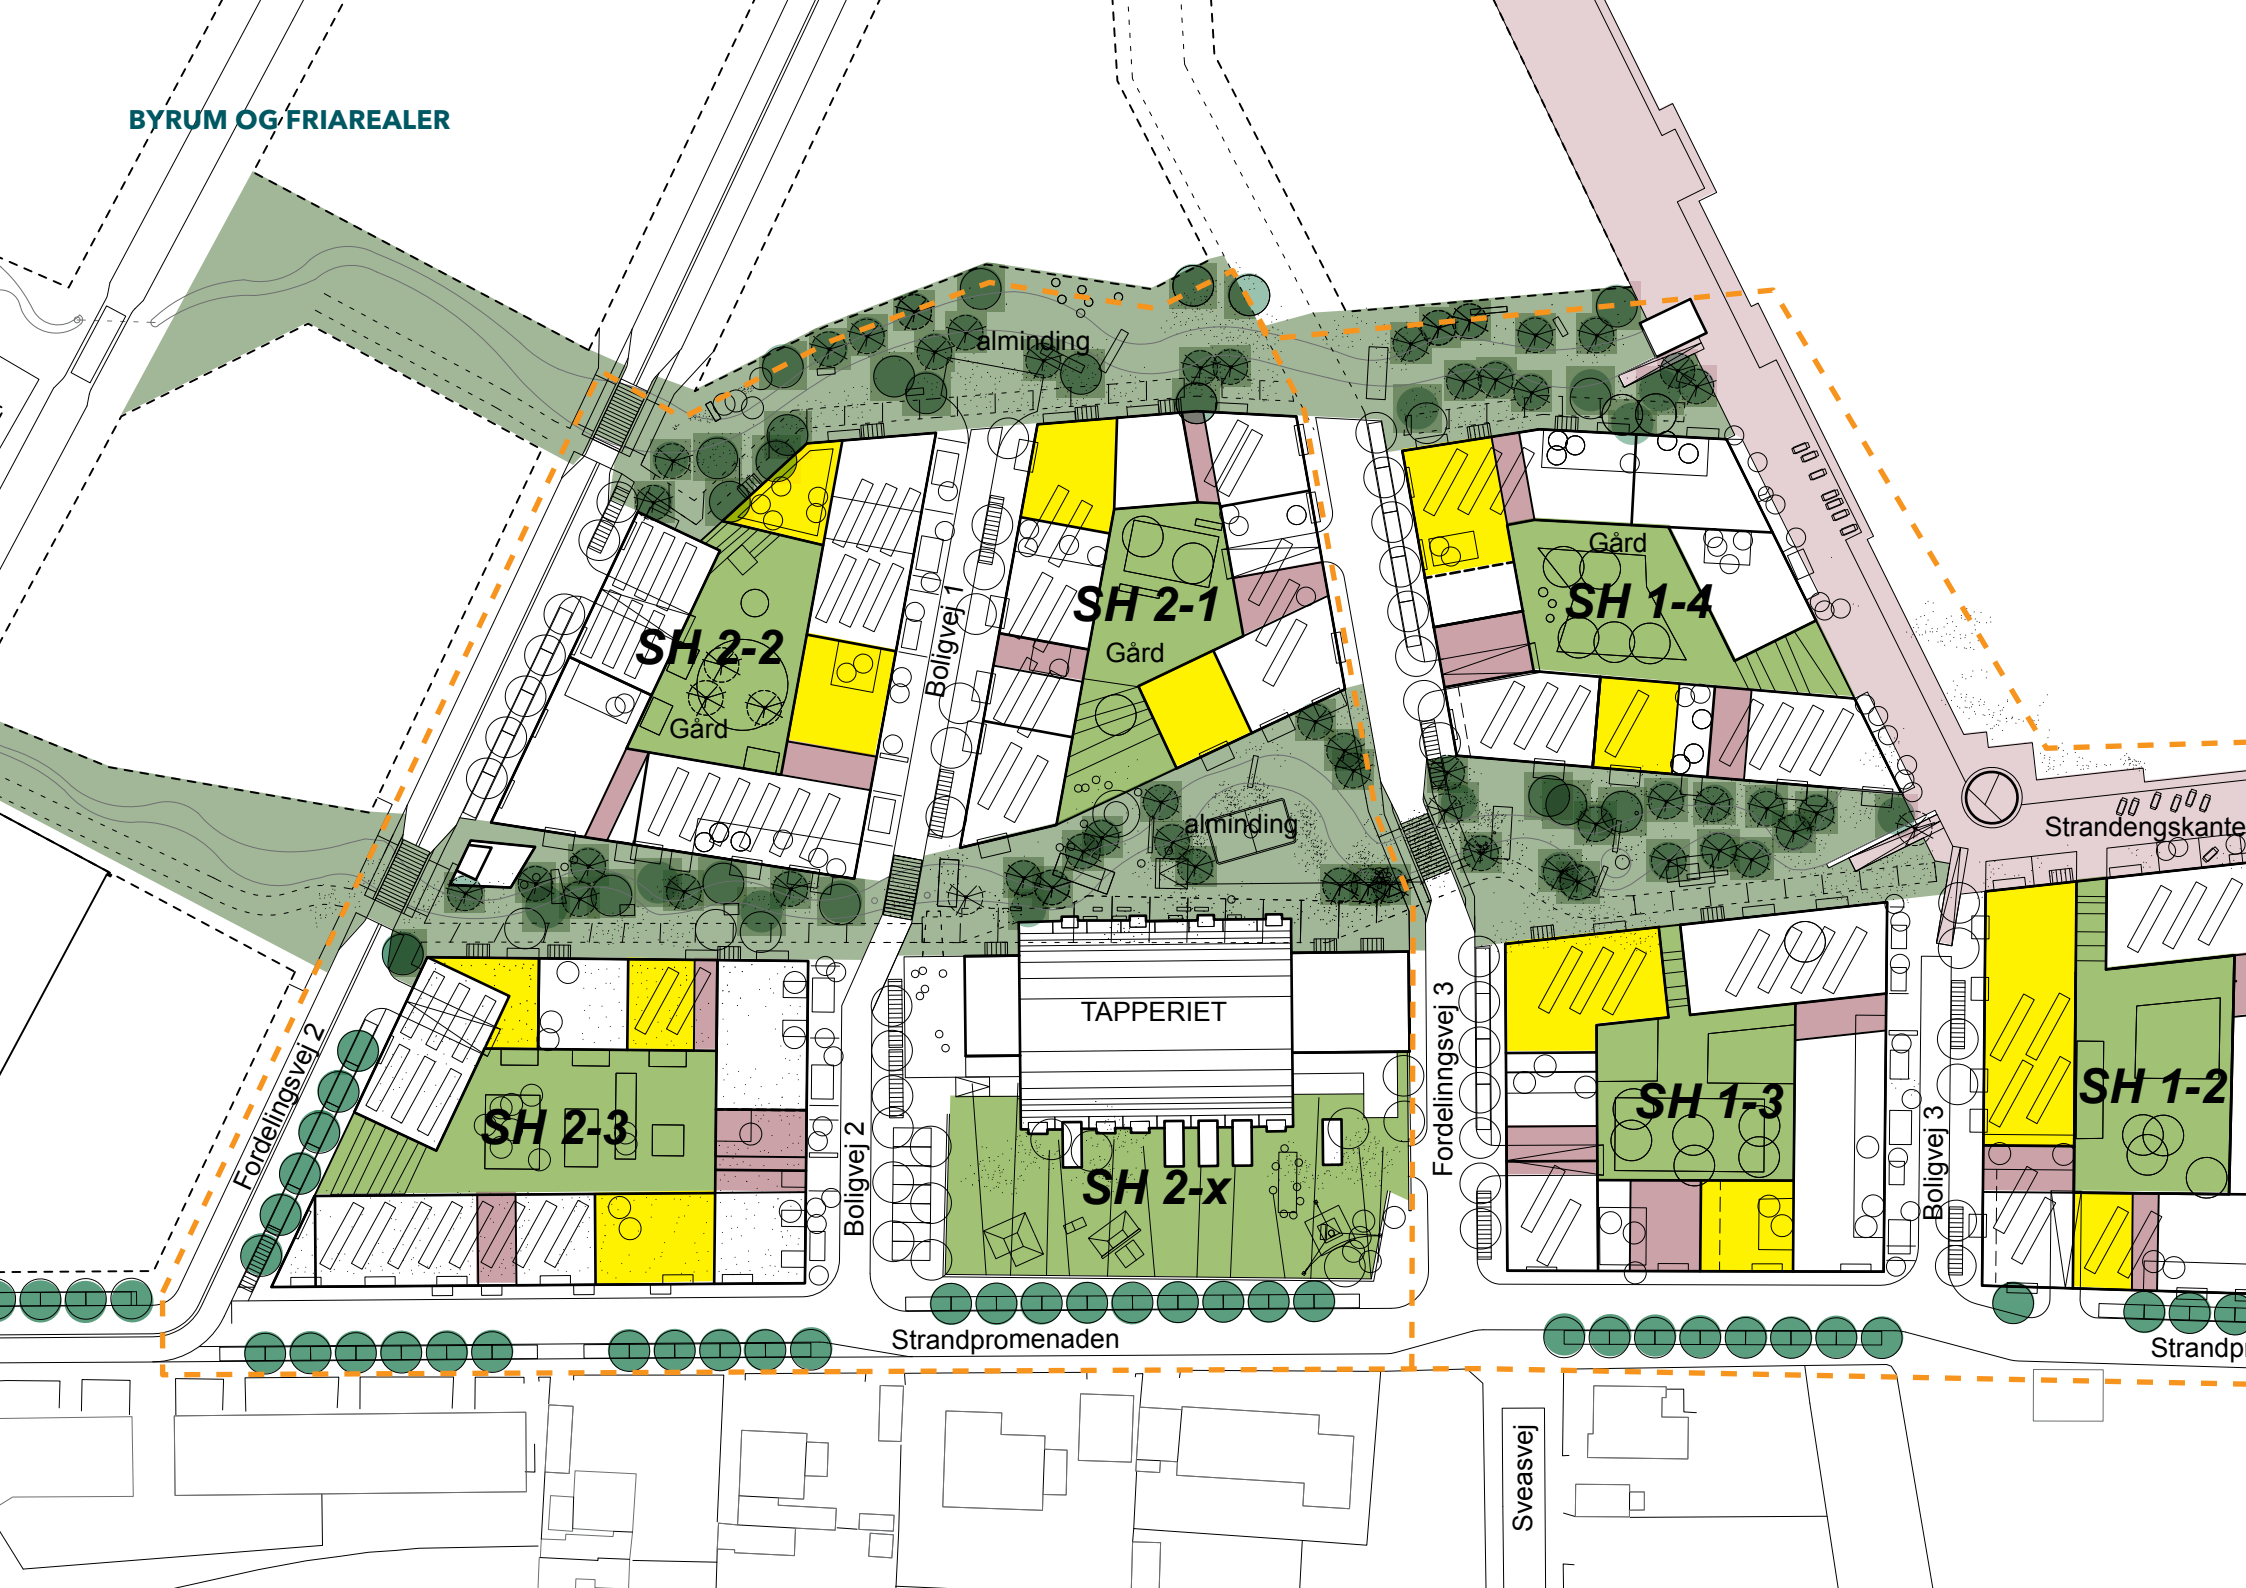 BYRUM OG FRIAREALER
alminding
Gård
SH 2-1
SH 1-4
Boligvej 1
SH 2-2
Gård
Gård
alminding
Strandengskante
TAPPERIET
Fordelingsvej 2
Fordelinngsvej 3
SH 2-3
SH 1-3
SH 1-2
Boligvej 2
Boligvej 3
SH 2-x
Strandpromenaden
Strandp
Sveasvej